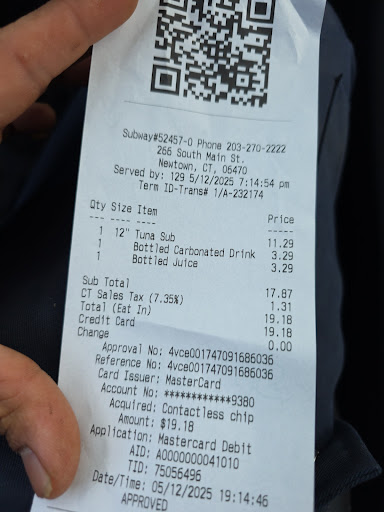 Subway#52457-0 Phone 203-270-2222
266 South Main St.
Newtown, CT, 06470
Served by: 129 5/12/2025 7:14:54 pm
Term ID-Trans# 1/A-232174
Qty Size Item Price
--- ---- ---- -----
1 12" Tuna Sub 11.29
1 Bottled Carbonated Drink 3.29
1 Bottled Juice 3.29
Sub Total 17.87
CT Sales Tax (7.35%) 1.31
Total (Eat In) 19.18
Credit Card 19.18
Change 0.00
Approval No: 4vce001747091686036
Reference No: 4vce001747091686036
Card Issuer: MasterCard
Account No: ************9380
Acquired: Contactless chip
Amount: $19.18
Application: Mastercard Debit
AID: A0000000041010
TID: 75056496
Date/Time: 05/12/2025 19:14:46
APPROVED